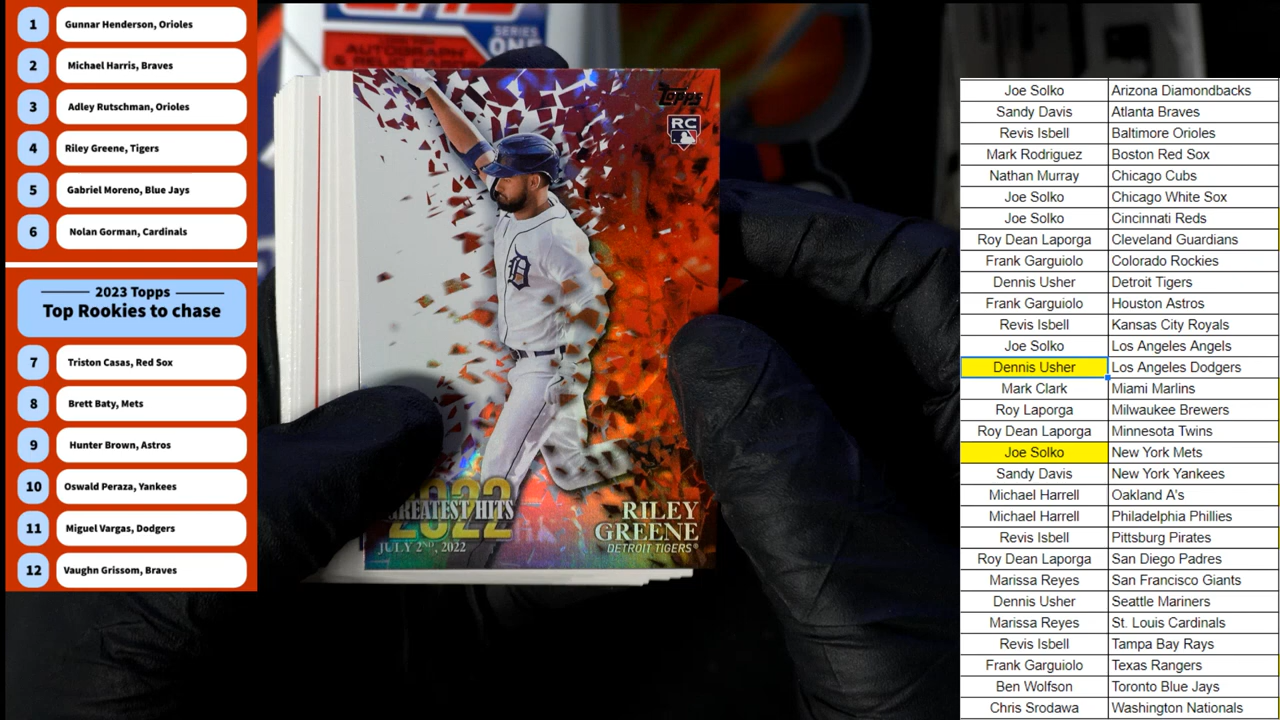 1 Gunnar Henderson, Orioles
2 Michael Harris, Braves
3 Adley Rutschman, Orioles
4 Riley Greene, Tigers
5 Gabriel Moreno, Blue Jays
6 Nolan Gorman, Cardinals
2023 Topps
Top Rookies to chase
7 Triston Casas, Red Sox
8 Brett Baty, Mets
9 Hunter Brown, Astros
10 Oswald Peraza, Yankees
11 Miguel Vargas, Dodgers
12 Vaughn Grissom, Braves
SERIES
ONE
AUTOGRAPH
& RELIC CARDS
Topps
RC
D
2022
GREATEST HITS
JULY 2ND, 2022
RILEY
GREENE
DETROIT TIGERS®
Joe Solko Arizona Diamondbacks
Sandy Davis Atlanta Braves
Revis Isbell Baltimore Orioles
Mark Rodriguez Boston Red Sox
Nathan Murray Chicago Cubs
Joe Solko Chicago White Sox
Joe Solko Cincinnati Reds
Roy Dean Laporga Cleveland Guardians
Frank Garguiolo Colorado Rockies
Dennis Usher Detroit Tigers
Frank Garguiolo Houston Astros
Revis Isbell Kansas City Royals
Joe Solko Los Angeles Angels
Dennis Usher Los Angeles Dodgers
Mark Clark Miami Marlins
Roy Laporga Milwaukee Brewers
Roy Dean Laporga Minnesota Twins
Joe Solko New York Mets
Sandy Davis New York Yankees
Michael Harrell Oakland A's
Michael Harrell Philadelphia Phillies
Revis Isbell Pittsburg Pirates
Roy Dean Laporga San Diego Padres
Marissa Reyes San Francisco Giants
Dennis Usher Seattle Mariners
Marissa Reyes St. Louis Cardinals
Revis Isbell Tampa Bay Rays
Frank Garguiolo Texas Rangers
Ben Wolfson Toronto Blue Jays
Chris Srodawa Washington Nationals